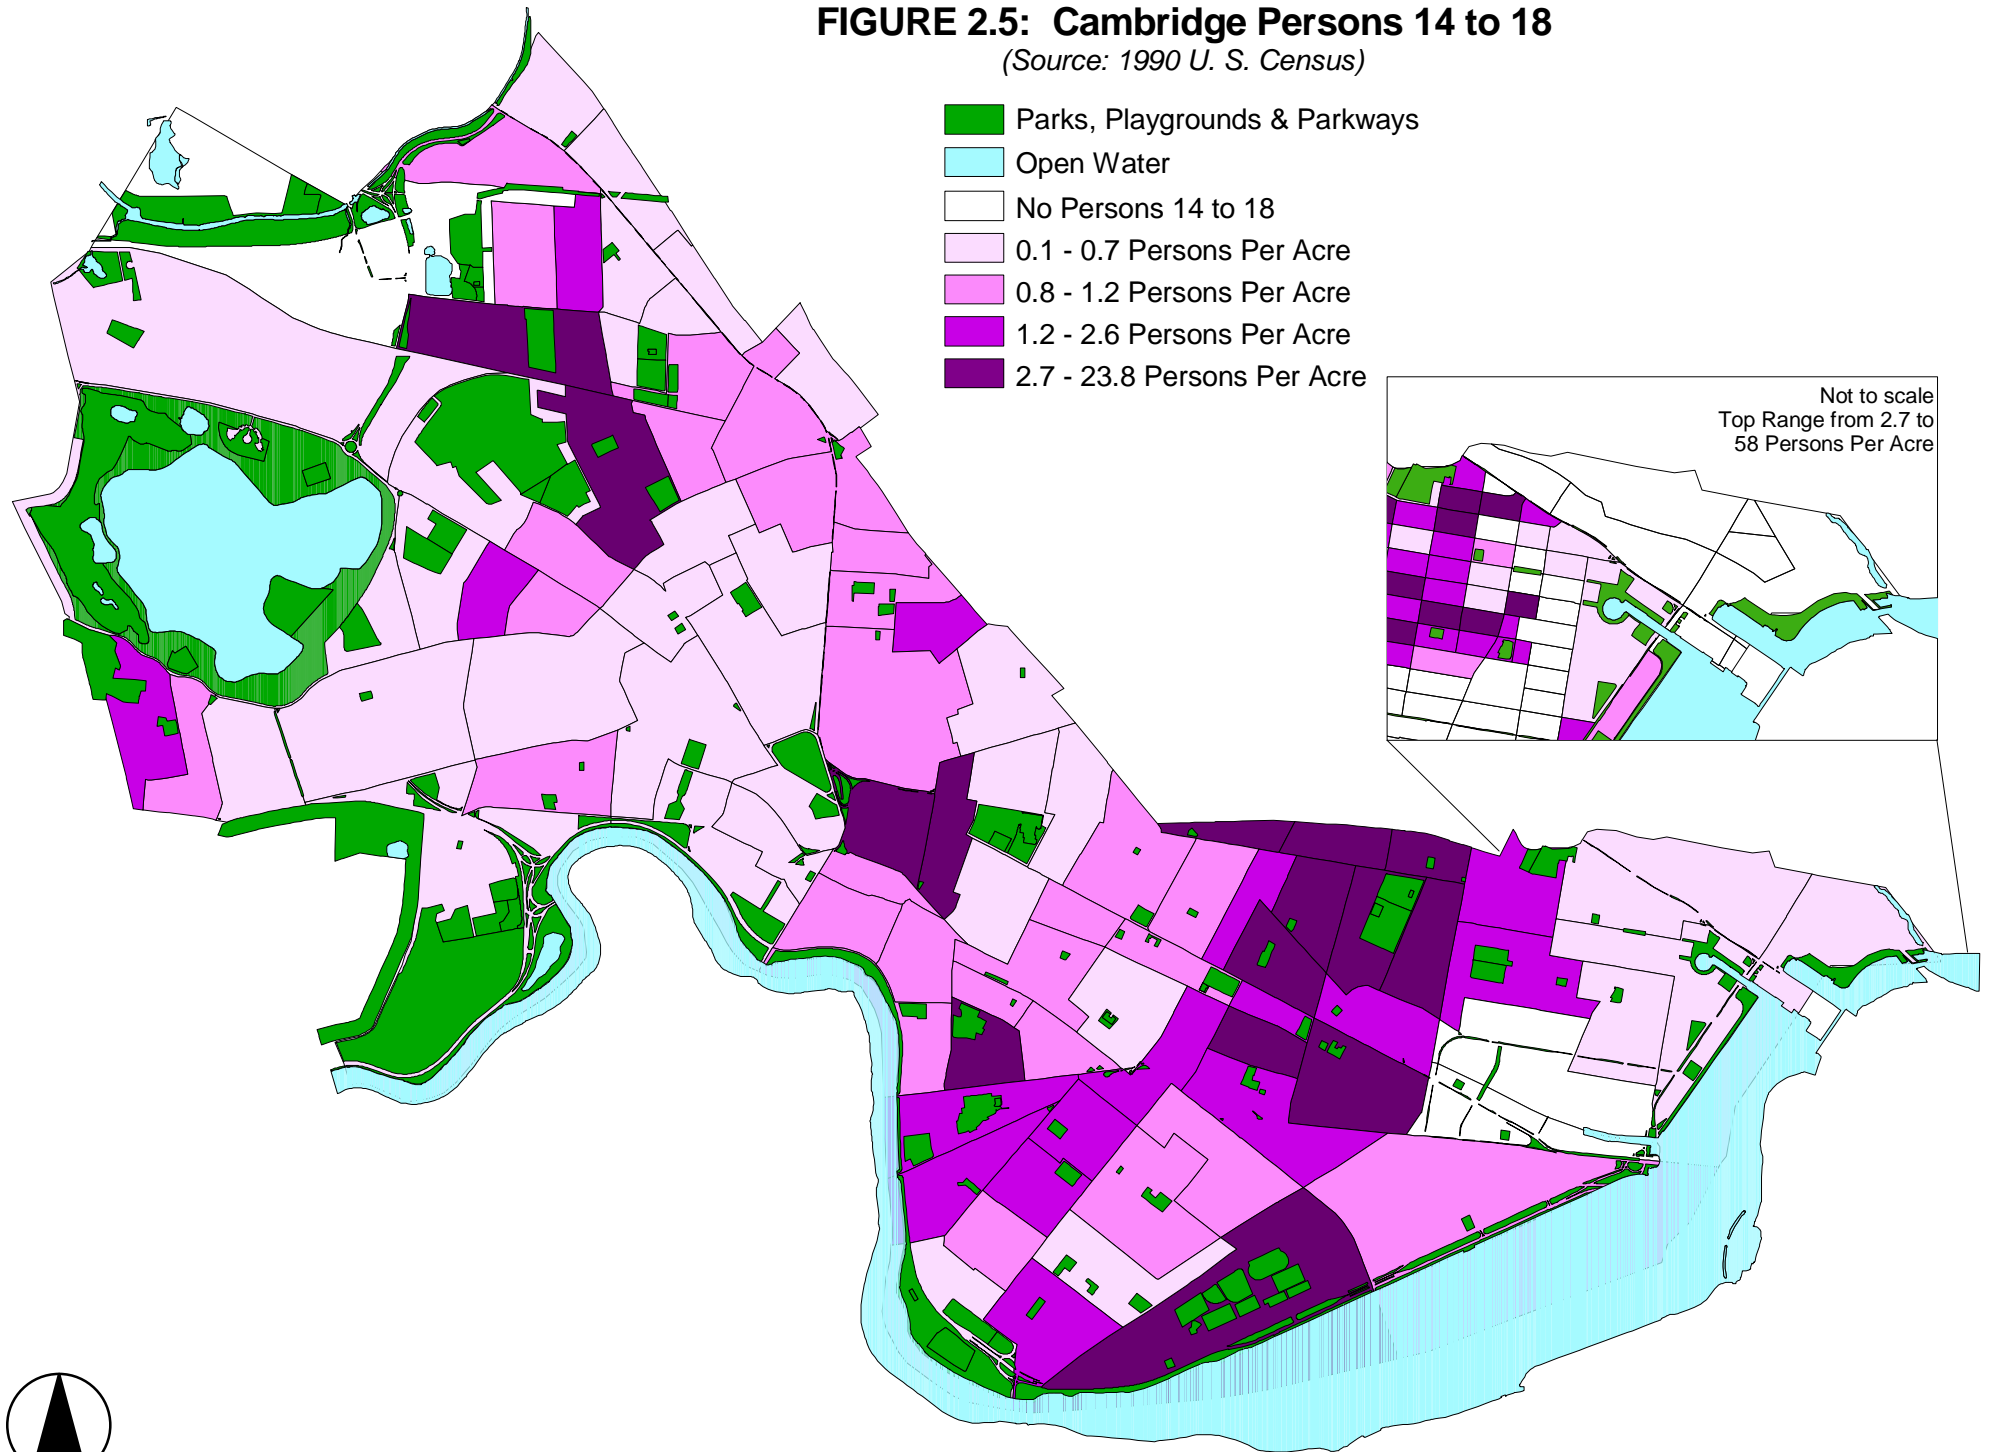 FIGURE 2.5: Cambridge Persons 14 to 18
(Source: 1990 U. S. Census)
Parks, Playgrounds & Parkways
Open Water
No Persons 14 to 18
0.1 - 0.7 Persons Per Acre
0.8 - 1.2 Persons Per Acre
1.2 - 2.6 Persons Per Acre
2.7 - 23.8 Persons Per Acre
Not to scale
Top Range from 2.7 to
58 Persons Per Acre